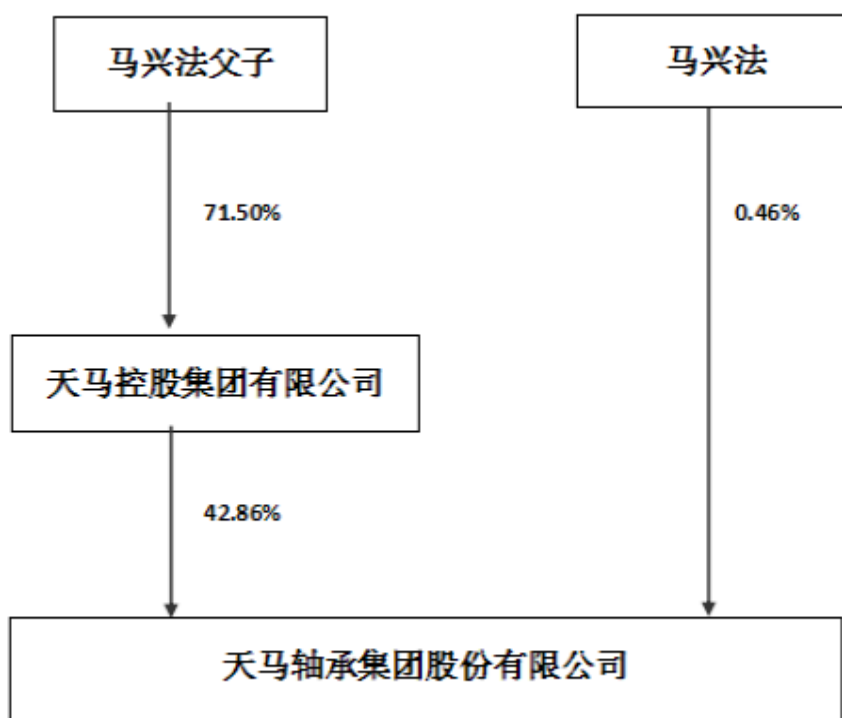 马兴法父子
马兴法
71.50%
0.46%
天马控股集团有限公司
42.86%
天马轴承集团股份有限公司